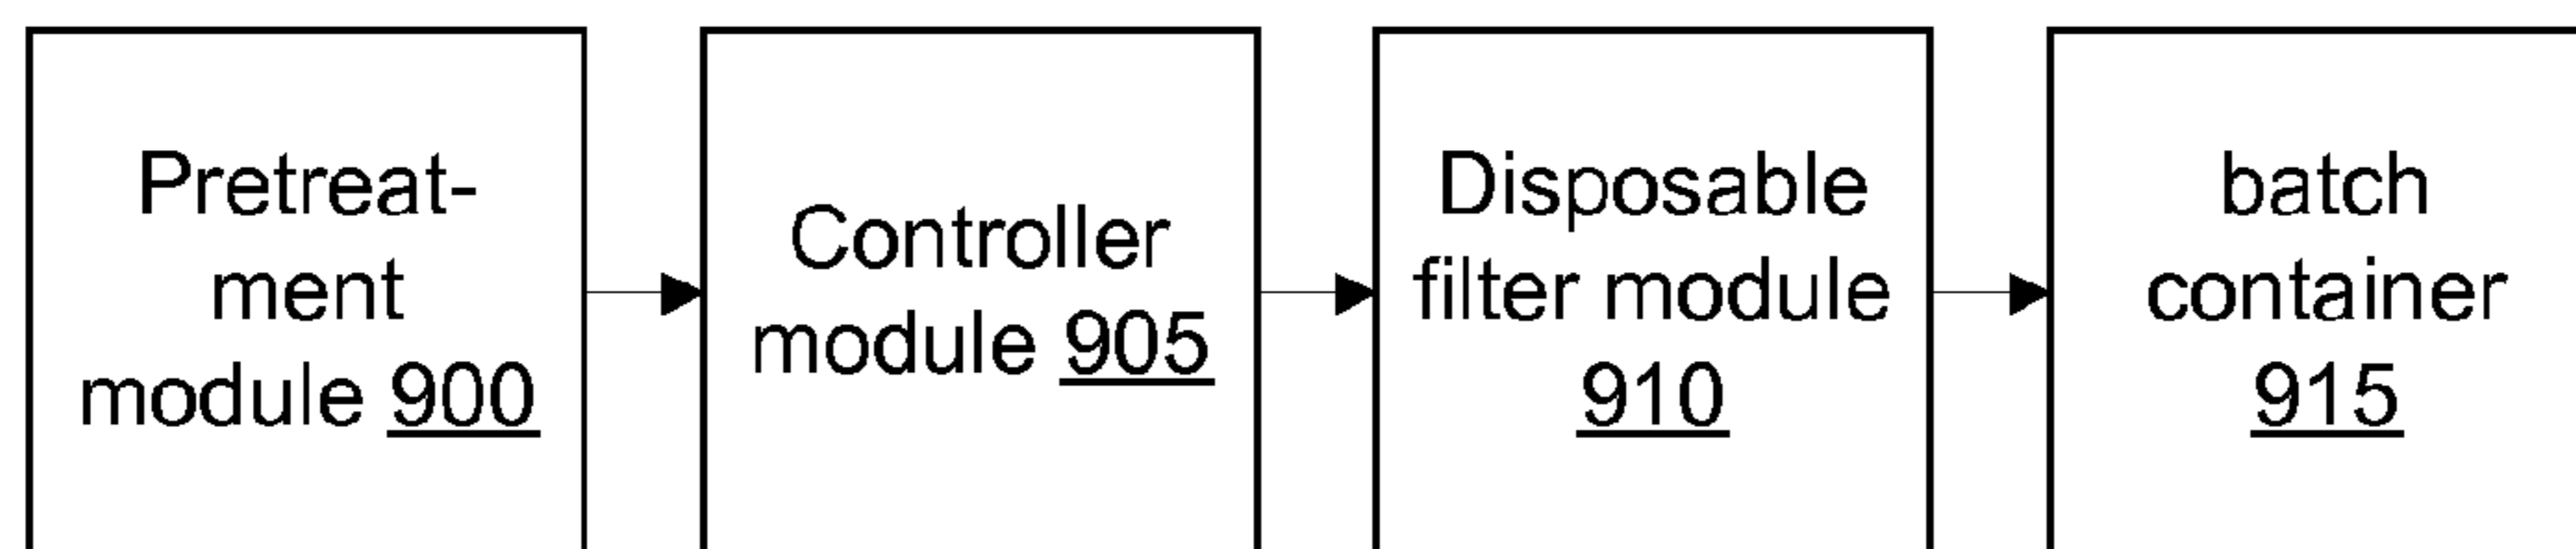 Pretreat-
ment
module 900
Controller
module 905
Disposable
filter module
910
batch
container
915